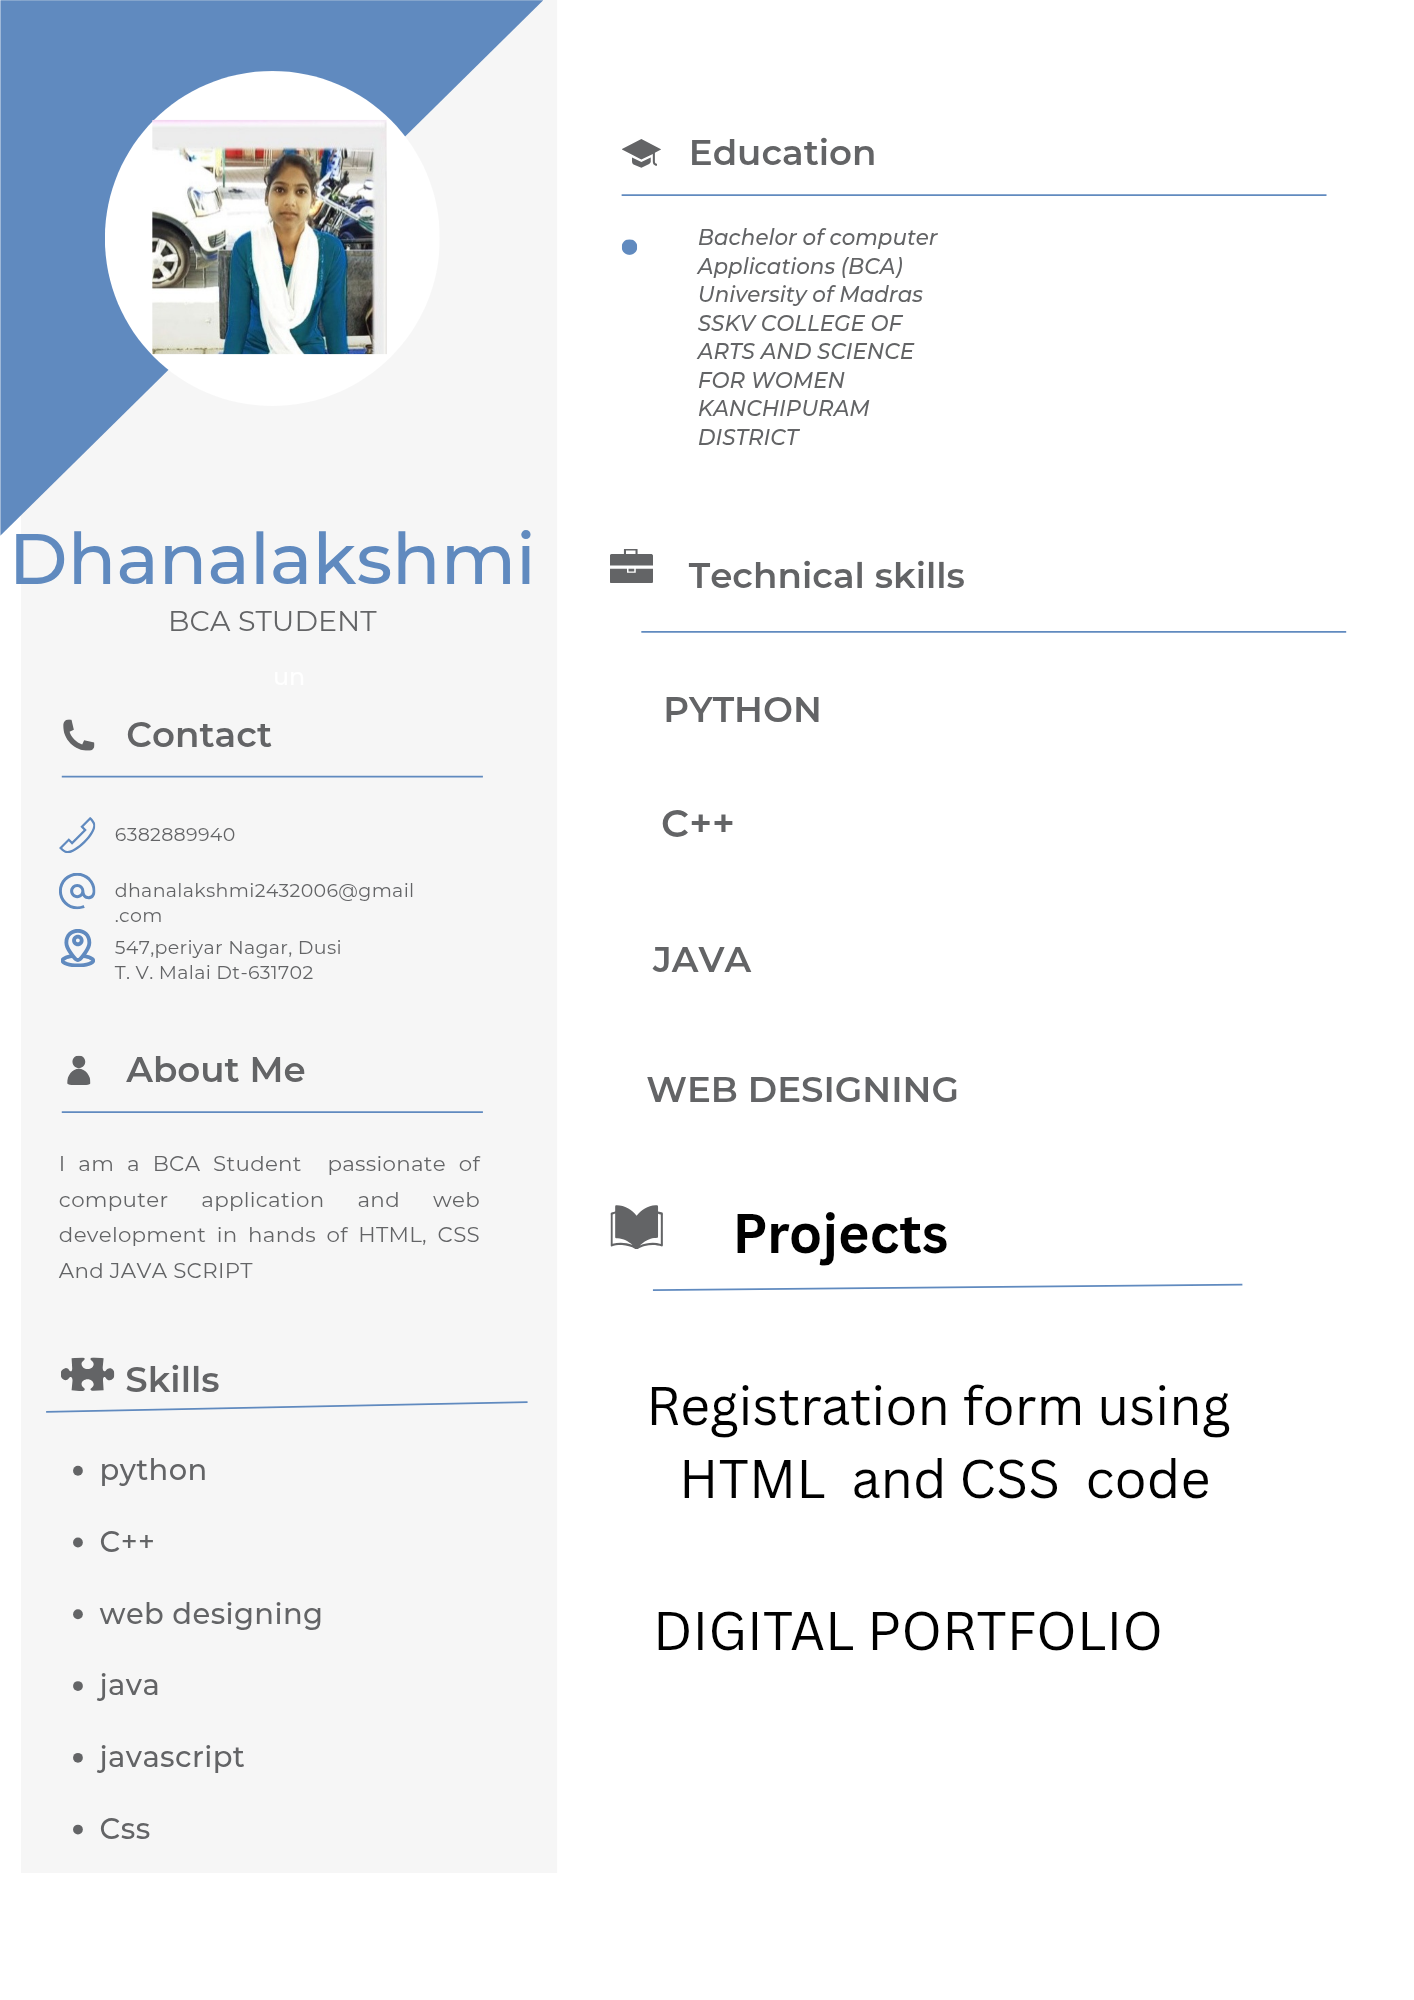 Dhanalakshmi
BCA STUDENT
un
Contact
6382889940
dhanalakshmi2432006@gmail
.com
547,periyar Nagar, Dusi
T. V. Malai Dt-631702
About Me
I am a BCA Student passionate of
computer application and web
development in hands of HTML, CSS
And JAVA SCRIPT
Skills
• python
• C++
• web designing
• java
• javascript
• Css
Education
Bachelor of computer
Applications (BCA)
University of Madras
SSKV COLLEGE OF
ARTS AND SCIENCE
FOR WOMEN
KANCHIPURAM
DISTRICT
Technical skills
PYTHON
C++
JAVA
WEB DESIGNING
Projects
Registration form using
HTML and CSS code
DIGITAL PORTFOLIO